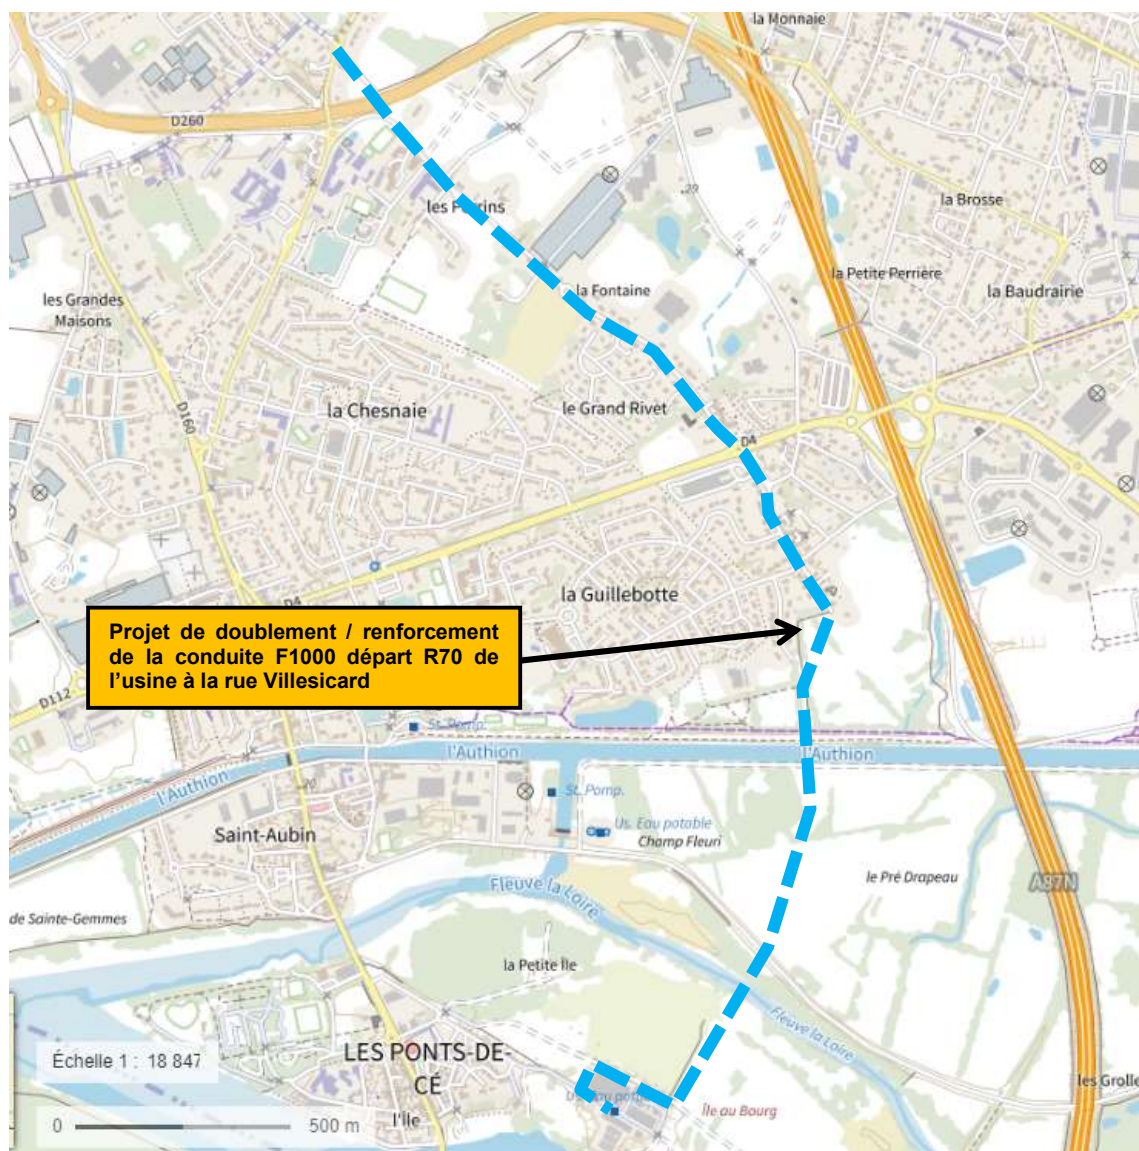 la Monnaie
D260
29
les Perrins
la Brosse
la Petite Perrière
la Fontaine
la Baudrairie
les Grandes
Maisons
la Chesnaie
le Grand Rivet
D160
D4
la Guillebotte
D4
Projet de doublement / renforcement
de la conduite F1000 départ R70 de
l’usine à la rue Villesicard
D112
St. Pomp.
l'Authion
l'Authion
l'Authion
St. Pomp.
Us. Eau potable
Champ Fleuri
Saint-Aubin
20
le Pré Drapeau
A87N
Fleuve la Loire
de Sainte-Gemmes
la Petite Île
Fleuve la Loire
Échelle 1 : 18 847
LES PONTS-DE-
CÉ
les Grolle
Île au Bourg
l'Île
0 500 m